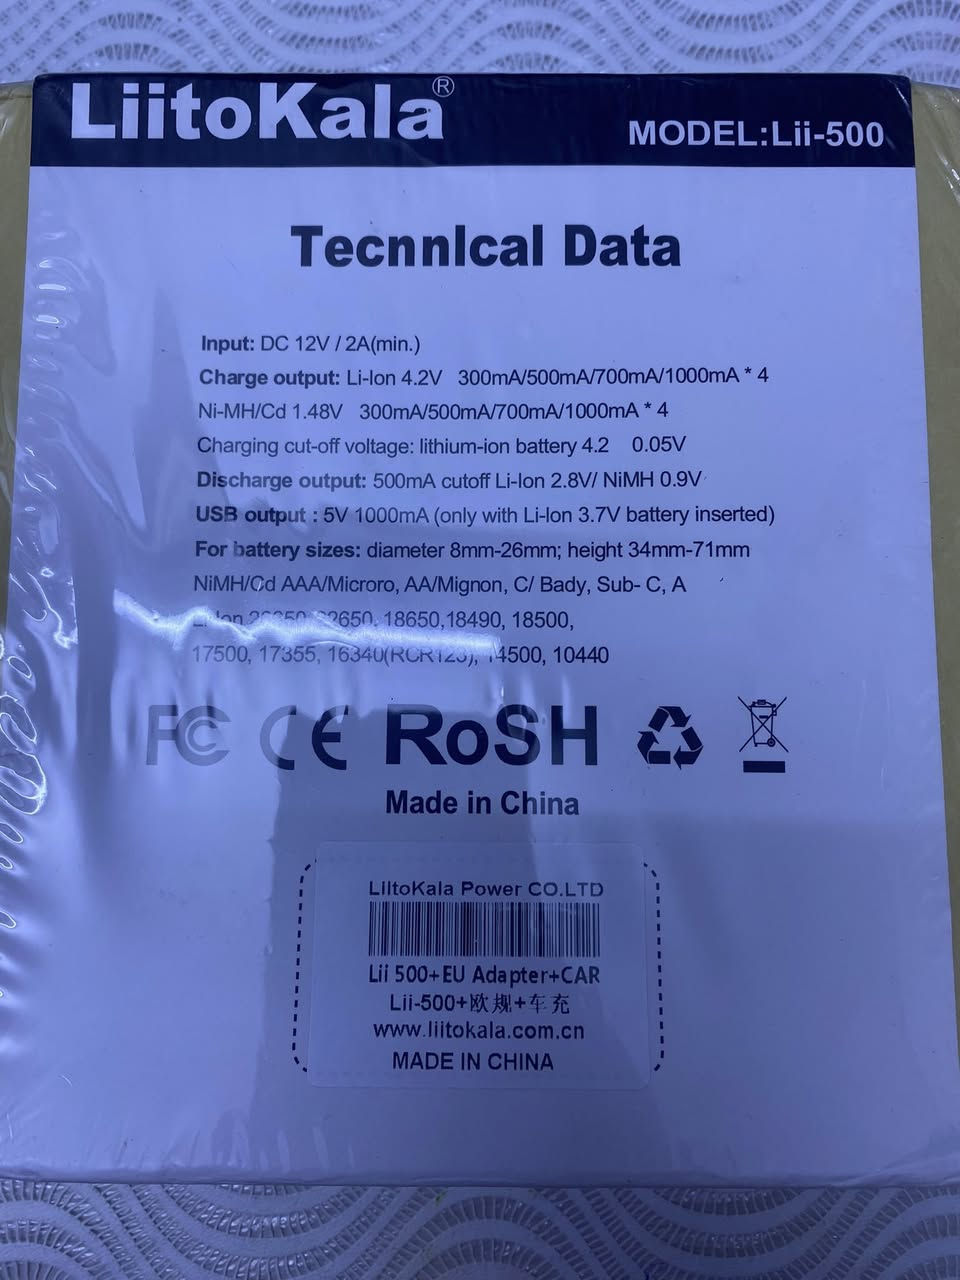 LiitoKala®
MODEL:Lii-500
TecnnIcal Data
Input: DC 12V / 2A(min.)
Charge output: Li-Ion 4.2V 300mA/500mA/700mA/1000mA * 4
Ni-MH/Cd 1.48V 300mA/500mA/700mA/1000mA * 4
Charging cut-off voltage: lithium-ion battery 4.2 0.05V
Discharge output: 500mA cutoff Li-Ion 2.8V/ NiMH 0.9V
USB output : 5V 1000mA (only with Li-Ion 3.7V battery inserted)
For battery sizes: diameter 8mm-26mm; height 34mm-71mm
NiMH/Cd AAA/Microro, AA/Mignon, C/ Bady, Sub- C, A
18650,18490, 18500,
17500, 17355, 16340(RCR123), 14500, 10440
FC CE RoSH
Made in China
LiltoKala Power CO.LTD
Lii 500+EU Adapter+CAR
Lii-500+欧规+车充
www.liitokala.com.cn
MADE IN CHINA